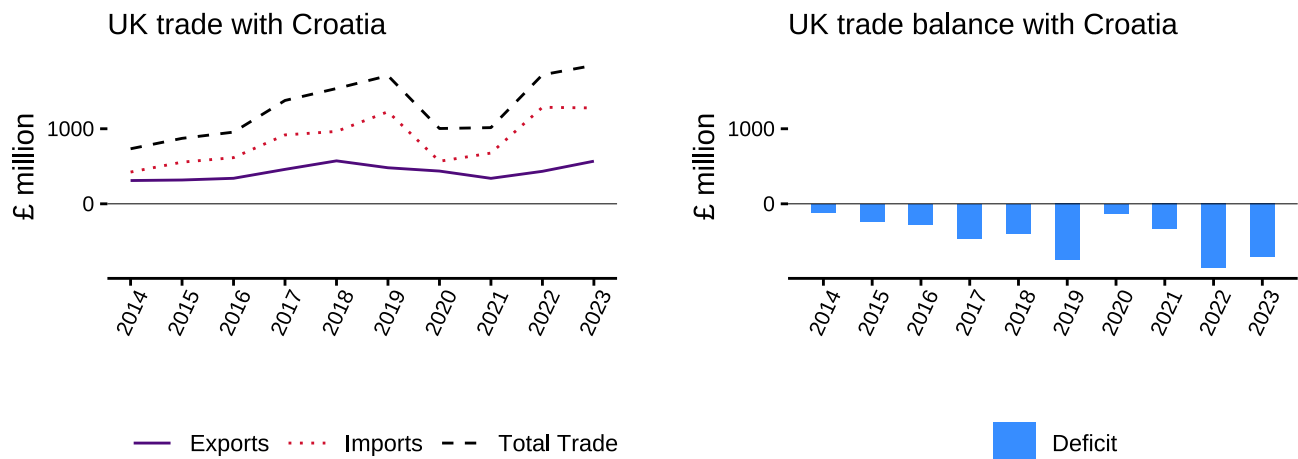 UK trade with Croatia
£ million
1000
0
2014 2015 2016 2017 2018 2019 2020 2021 2022 2023
Exports Imports Total Trade
UK trade balance with Croatia
£ million
1000
0
2014 2015 2016 2017 2018 2019 2020 2021 2022 2023
Deficit